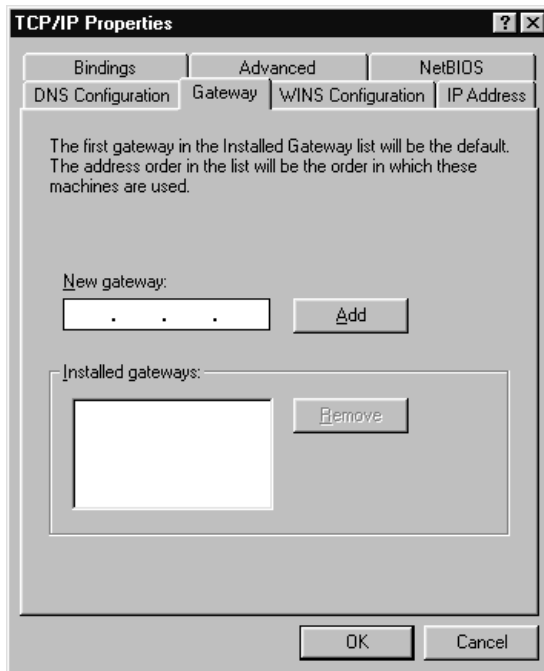 TCP/IP Properties
Bindings
Advanced
NetBIOS
DNS Configuration
Gateway
WINS Configuration
IP Address
The first gateway in the Installed Gateway list will be the default.
The address order in the list will be the order in which these
machines are used.
New gateway:
. . .
Add
Installed gateways:
Remove
OK
Cancel